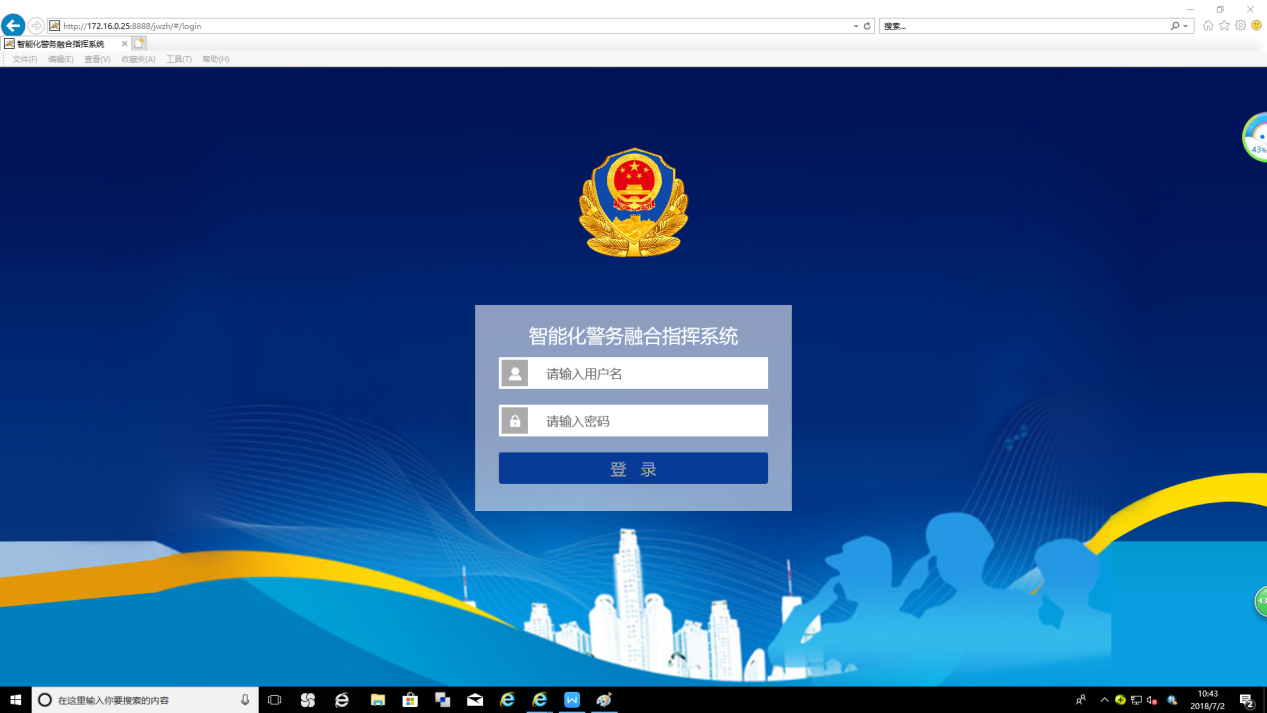 http://172.16.0.25:8888/jwzh/#/login
搜索...
智能化警务融合指挥系统
文件(F) 编辑(E) 查看(V) 收藏夹(A) 工具(T) 帮助(H)
43%
智能化警务融合指挥系统
请输入用户名
请输入密码
登 录
43
在这里输入你要搜索的内容
10:43
2018/7/2
2